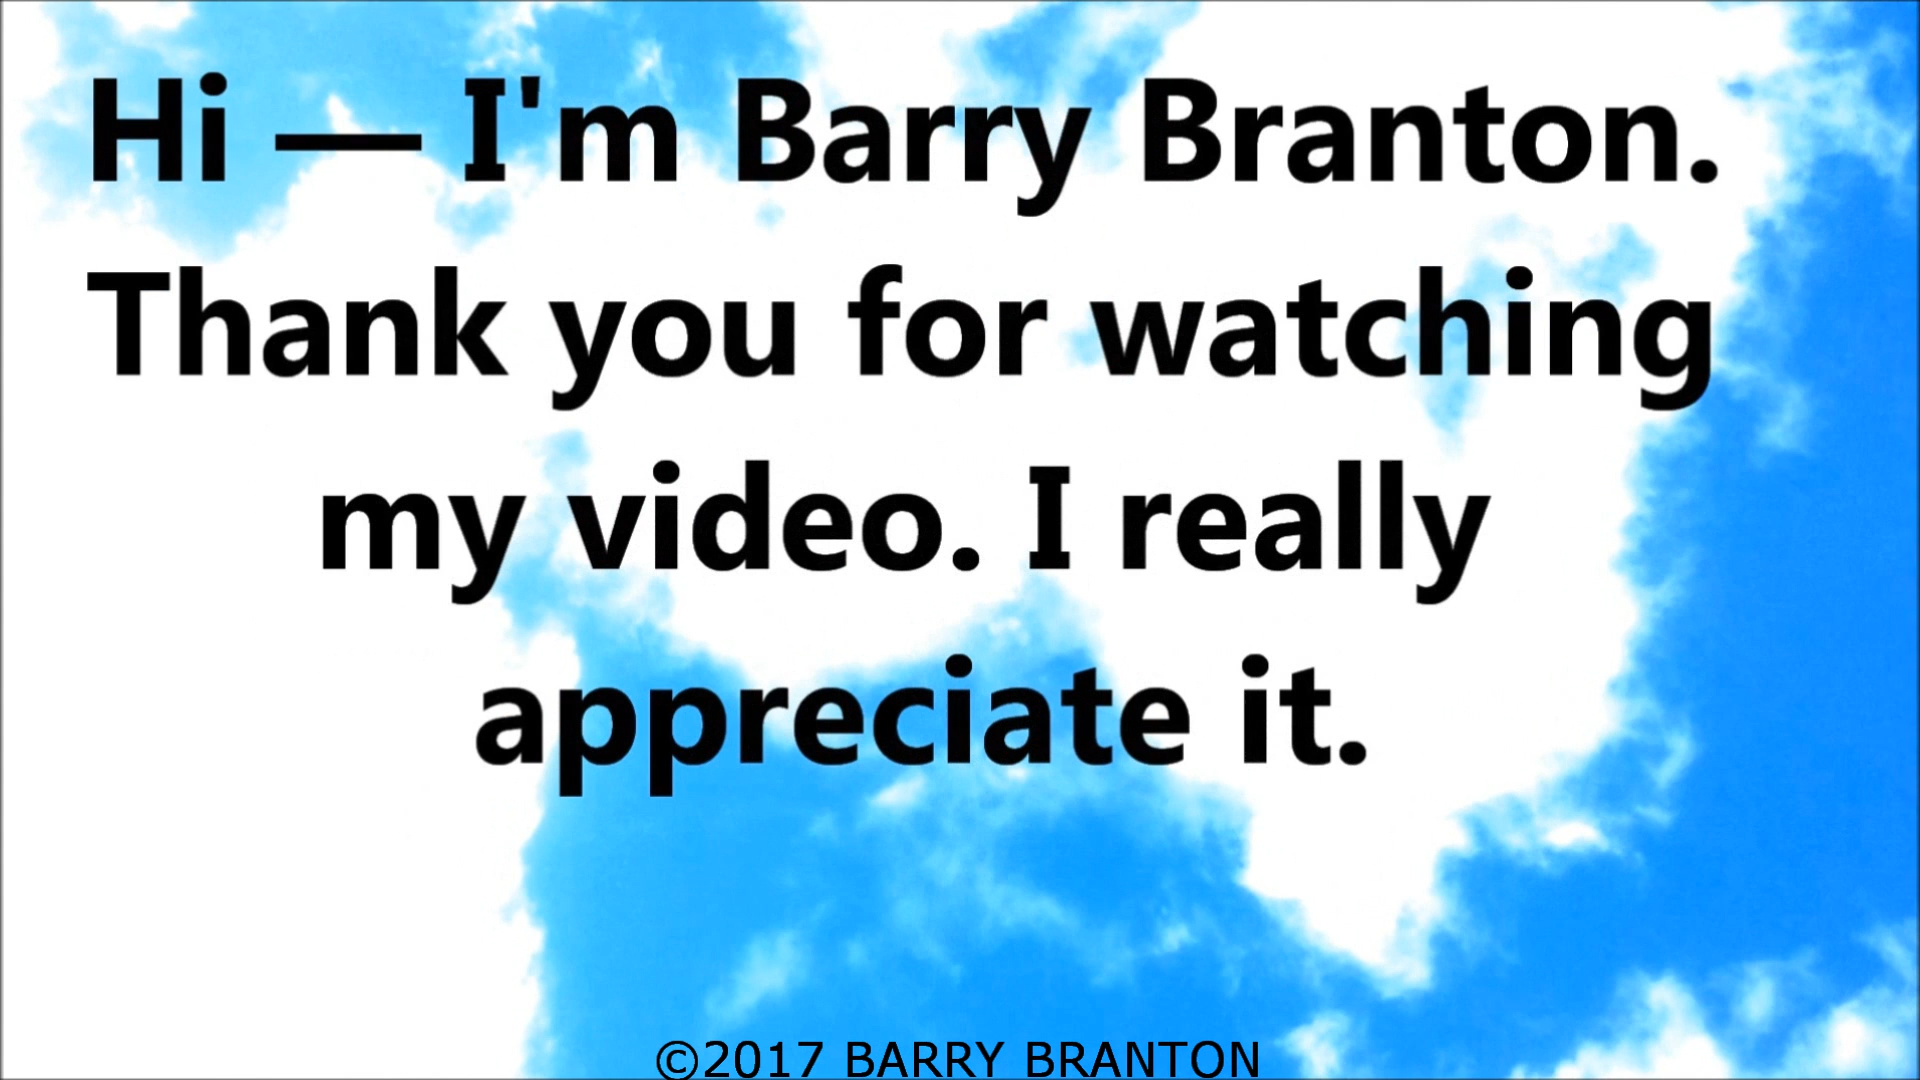 Hi — I'm Barry Branton.
Thank you for watching
my video. I really
appreciate it.
©2017 BARRY BRANTON